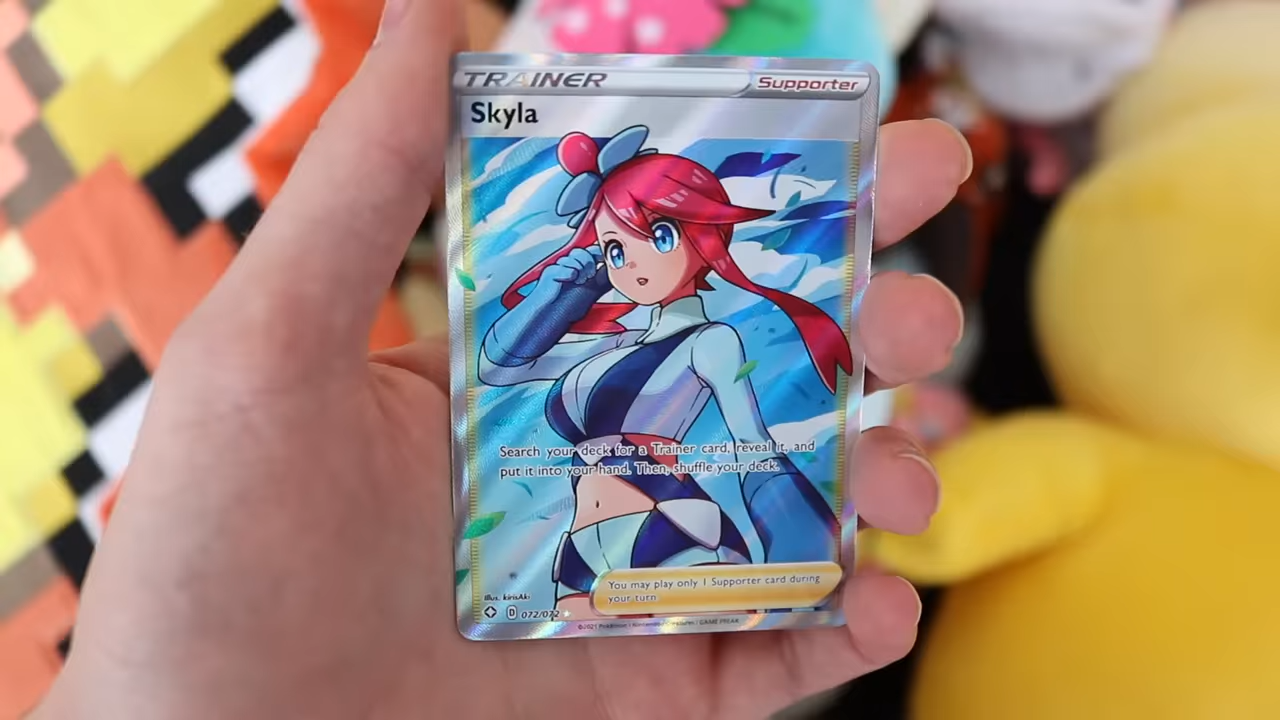 TRAINER
Supporter
Skyla
Search your deck for a Trainer card, reveal it, and
put it into your hand. Then, shuffle your deck.
You may play only 1 Supporter card during
your turn.
Illus. kirisAki
D 072/072
©2021 Pokémon / Nintendo / Creatures / GAME FREAK